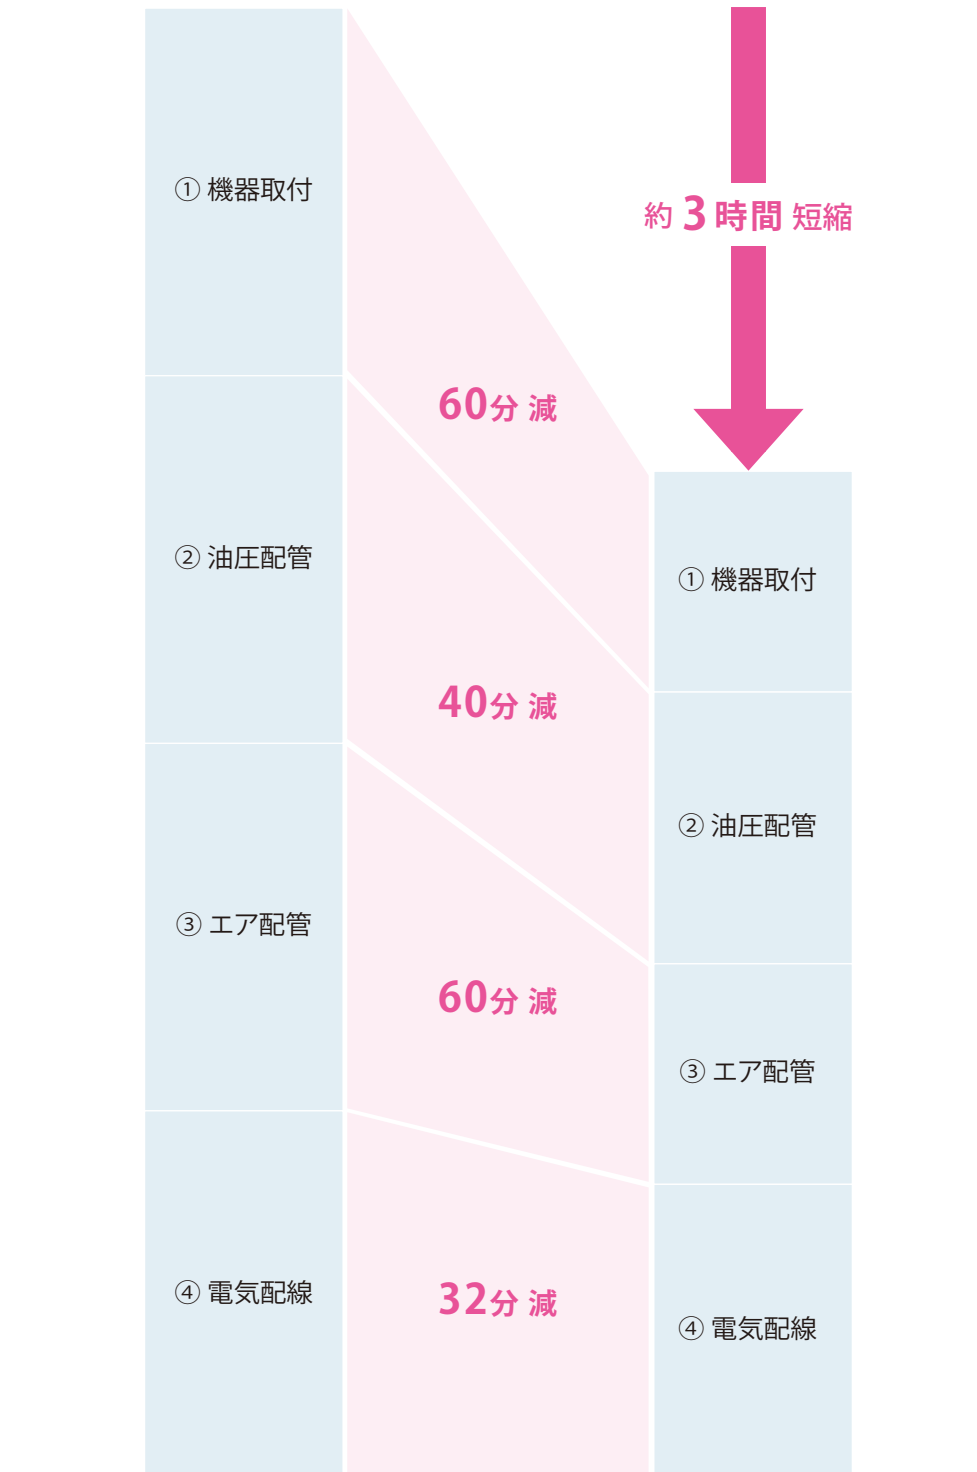 ① 機器取付
② 油圧配管
③ エア配管
④ 電気配線
60分 減
40分 減
60分 減
32分 減
約 3 時間 短縮
① 機器取付
② 油圧配管
③ エア配管
④ 電気配線